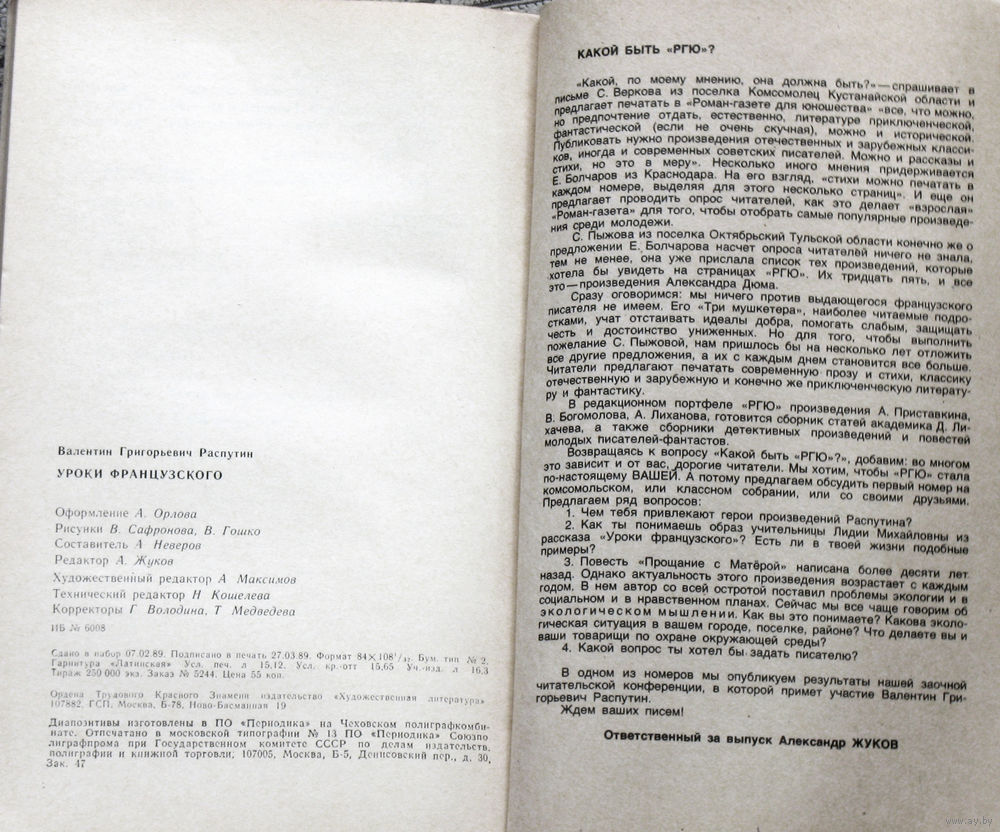 Валентин Григорьевич Распутин
УРОКИ ФРАНЦУЗСКОГО
Оформление А. Орлова
Рисунки В. Сафронова, В. Гошко
Составитель А Неверов
Редактор А. Жуков
Художественный редактор А Максимов
Технический редактор Н Кошелева
Корректоры Г Володина, Т Медведева
ИБ № 6008
Сдано в набор 07.02.89. Подписано в печать 27.03.89. Формат 84×108¹/₃₂. Бум. тип № 2.
Гарнитура «Латинская» Усл. печ. л 15,12. Усл. кр.-отт 15,65 Уч.-изд. л 16,3
Тираж 250 000 экз. Заказ № 5244. Цена 55 коп.
Ордена Трудового Красного Знамени издательство «Художественная литература»
107882, ГСП, Москва, Б-78, Ново-Басманная 19
Диапозитивы изготовлены в ПО «Периодика» на Чеховском полиграфкомби-
нате. Отпечатано в московской типографии № 13 ПО «Периодика» Союзпо
лиграфпрома при Государственном комитете СССР по делам издательств,
полиграфии и книжной торговли; 107005, Москва, Б-5, Денисовский пер., д. 30,
Зак. 47
КАКОЙ БЫТЬ «РГЮ»?
«Какой, по моему мнению, она должна быть?» — спрашивает в
письме С. Веркова из поселка Комсомолец Кустанайской области и
предлагает печатать в «Роман-газете для юношества» «все, что можно,
но предпочтение отдать, естественно, литературе приключенческой,
фантастической (если не очень скучная), можно и исторической.
Публиковать нужно произведения отечественных и зарубежных класси-
ков, иногда и современных советских писателей. Можно и рассказы и
стихи, но это в меру». Несколько иного мнения придерживается
Е. Болчаров из Краснодара. На его взгляд, «стихи можно печатать в
каждом номере, выделяя для этого несколько страниц». И еще он
предлагает проводить опрос читателей, как это делает «взрослая»
«Роман-газета» для того, чтобы отобрать самые популярные произведе-
ния среди молодежи.
С. Пыжова из поселка Октябрьский Тульской области конечно же о
предложении Е. Болчарова насчет опроса читателей ничего не знала,
тем не менее, она уже прислала список тех произведений, которые
хотела бы увидеть на страницах «РГЮ». Их тридцать пять, и все
это — произведения Александра Дюма.
Сразу оговоримся: мы ничего против выдающегося французского
писателя не имеем. Его «Три мушкетера», наиболее читаемые подро-
стками, учат отстаивать идеалы добра, помогать слабым, защищать
честь и достоинство униженных. Но для того, чтобы выполнить
пожелание С. Пыжовой, нам пришлось бы на несколько лет отложить
все другие предложения, а их с каждым днем становится все больше.
Читатели предлагают печатать современную прозу и стихи, классику
отечественную и зарубежную и конечно же приключенческую литерату-
ру и фантастику.
В редакционном портфеле «РГЮ» произведения А. Приставкина,
В. Богомолова, А. Лиханова, готовится сборник статей академика Д. Ли-
хачева, а также сборники детективных произведений и повестей
молодых писателей-фантастов.
Возвращаясь к вопросу «Какой быть «РГЮ»?», добавим: во многом
это зависит и от вас, дорогие читатели. Мы хотим, чтобы «РГЮ» стала
по-настоящему ВАШЕЙ. А потому предлагаем обсудить первый номер на
комсомольском, или классном собрании, или со своими друзьями.
Предлагаем ряд вопросов:
1. Чем тебя привлекают герои произведений Распутина?
2. Как ты понимаешь образ учительницы Лидии Михайловны из
рассказа «Уроки французского»? Есть ли в твоей жизни подобные
примеры?
3. Повесть «Прощание с Матёрой» написана более десяти лет
назад. Однако актуальность этого произведения возрастает с каждым
годом. В нем автор со всей остротой поставил проблемы экологии и в
социальном и в нравственном планах. Сейчас мы все чаще говорим об
экологическом мышлении. Как вы это понимаете? Какова эколо-
гическая ситуация в вашем городе, поселке, районе? Что делаете вы и
ваши товарищи по охране окружающей среды?
4. Какой вопрос ты хотел бы задать писателю?
В одном из номеров мы опубликуем результаты нашей заочной
читательской конференции, в которой примет участие Валентин Гри-
горьевич Распутин.
Ждем ваших писем!
Ответственный за выпуск Александр ЖУКОВ
www.ay.by